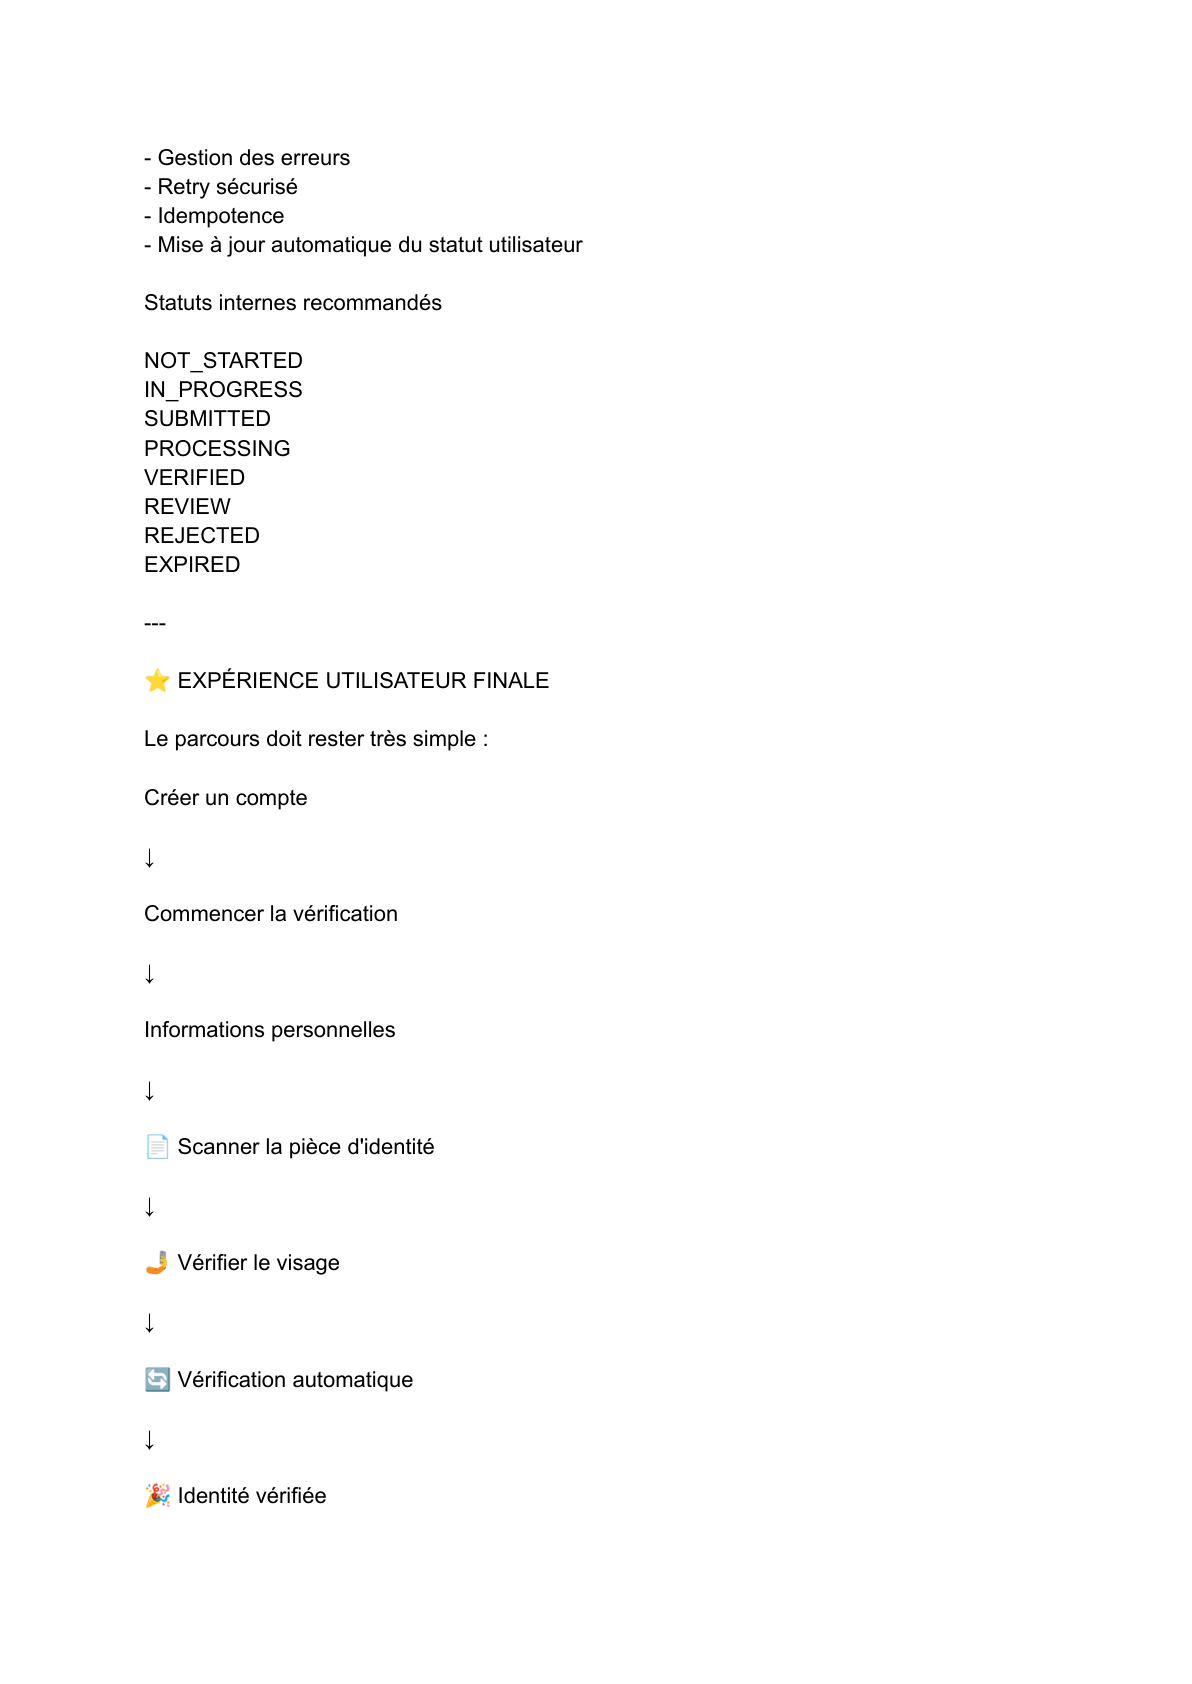 - Gestion des erreurs
- Retry sécurisé
- Idempotence
- Mise à jour automatique du statut utilisateur
Statuts internes recommandés
NOT_STARTED
IN_PROGRESS
SUBMITTED
PROCESSING
VERIFIED
REVIEW
REJECTED
EXPIRED
---
⭐ EXPÉRIENCE UTILISATEUR FINALE
Le parcours doit rester très simple :
Créer un compte
↓
Commencer la vérification
↓
Informations personnelles
↓
📄 Scanner la pièce d'identité
↓
🤳 Vérifier le visage
↓
🔄 Vérification automatique
↓
🎉 Identité vérifiée